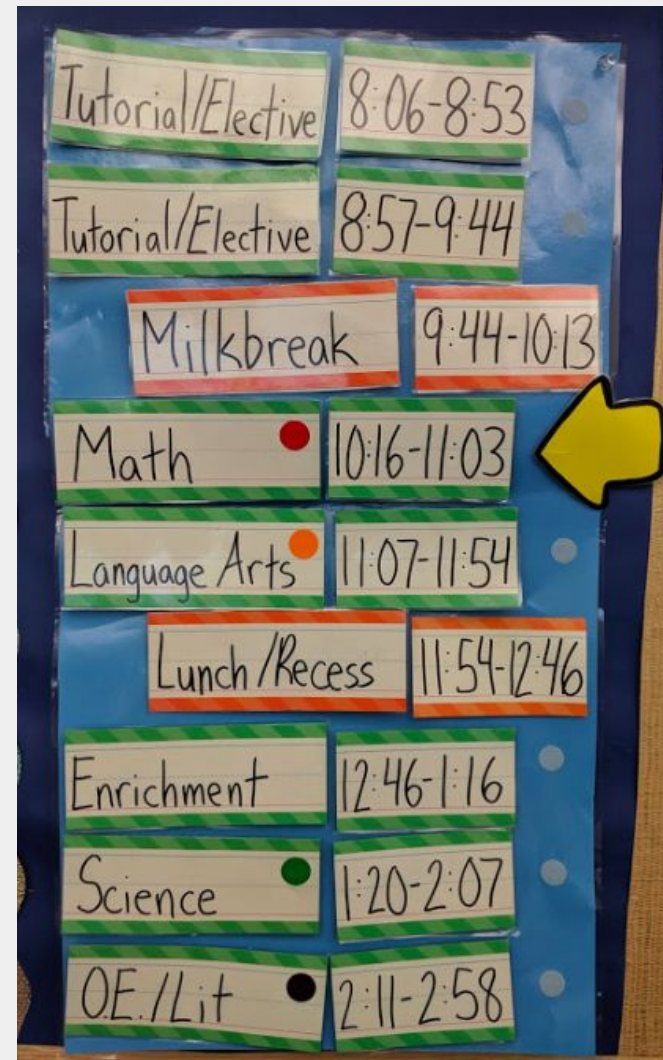 Tutorial/Elective 8:06-8:53
Tutorial/Elective 8:57-9:44
Milkbreak 9:44-10:13
Math 10:16-11:03
Language Arts 11:07-11:54
Lunch/Recess 11:54-12:46
Enrichment 12:46-1:16
Science 1:20-2:07
O.E./Lit 2:11-2:58